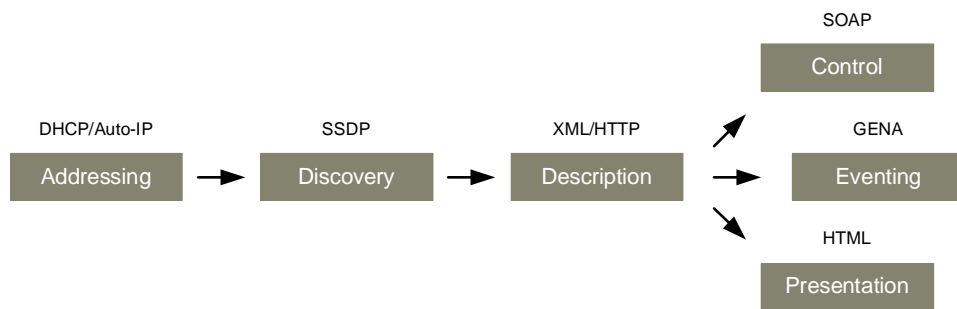 SOAP
Control
DHCP/Auto-IP
SSDP
XML/HTTP
GENA
Addressing
Discovery
Description
Eventing
HTML
Presentation